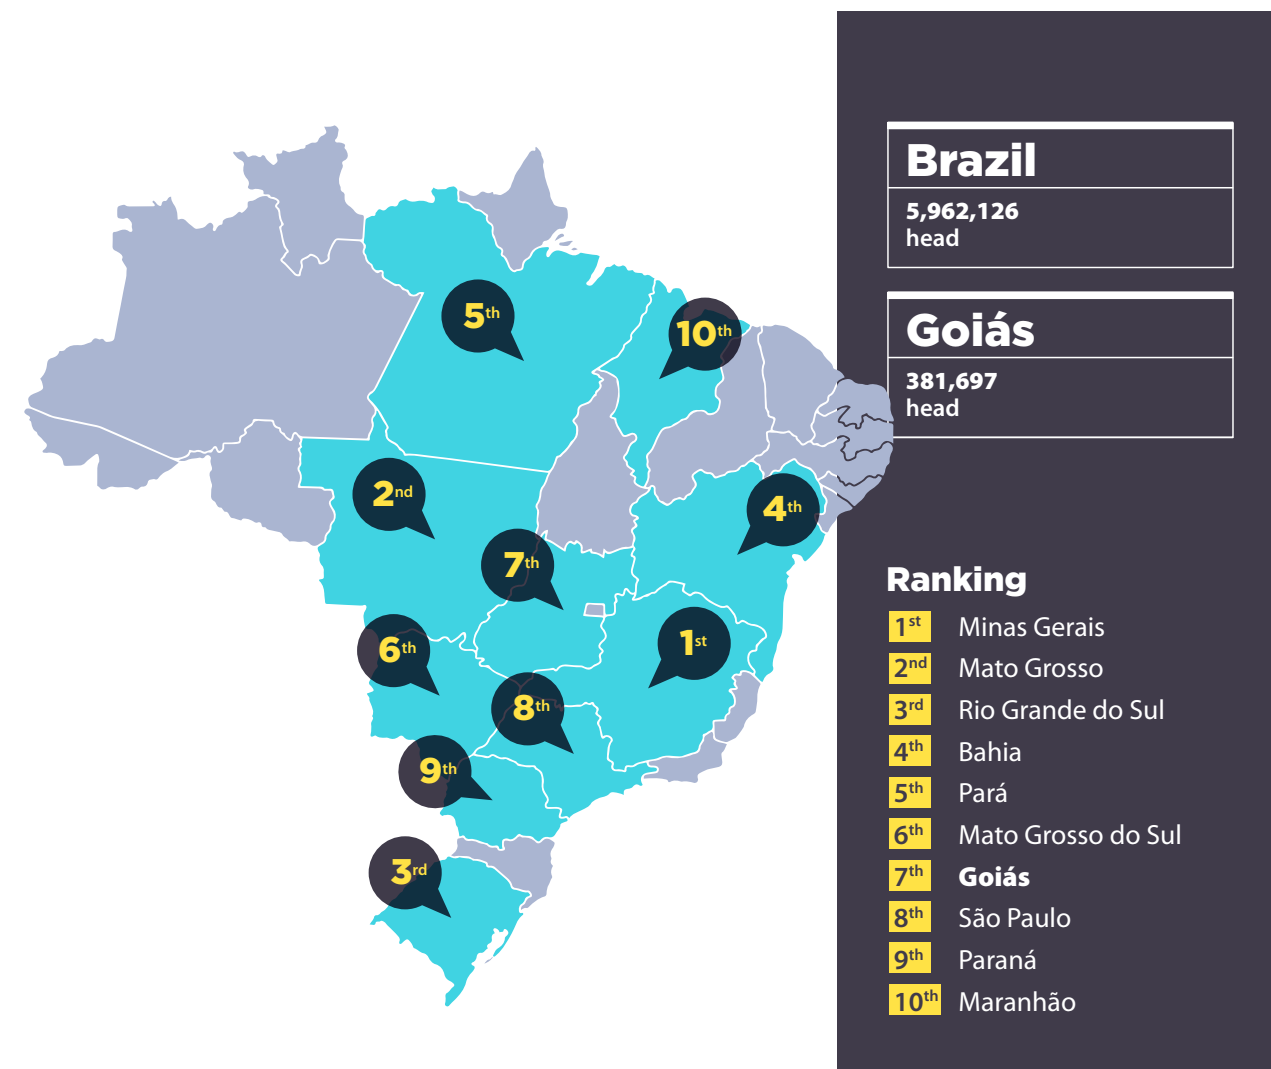 5th
10th
2nd
4th
7th
1st
6th
8th
9th
3rd
Brazil
5,962,126
head
Goiás
381,697
head
Ranking
1st Minas Gerais
2nd Mato Grosso
3rd Rio Grande do Sul
4th Bahia
5th Pará
6th Mato Grosso do Sul
7th Goiás
8th São Paulo
9th Paraná
10th Maranhão